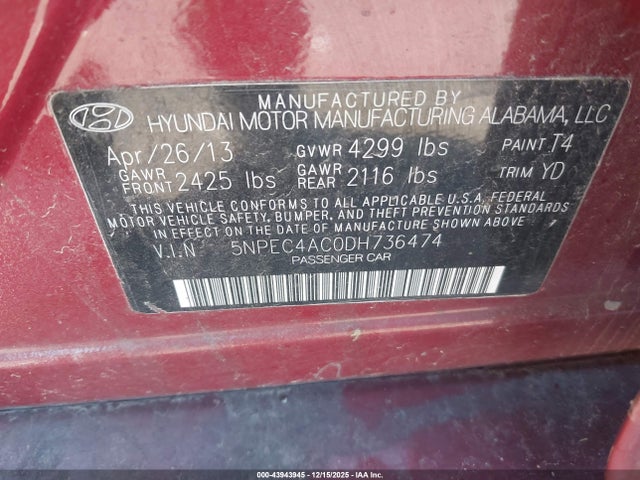 MANUFACTURED BY
HYUNDAI MOTOR MANUFACTURING ALABAMA, LLC
Apr/26/13 GVWR 4299 lbs PAINT T4
GAWR FRONT 2425 lbs GAWR REAR 2116 lbs TRIM YD
THIS VEHICLE CONFORMS TO ALL APPLICABLE U.S.A. FEDERAL
MOTOR VEHICLE SAFETY, BUMPER, AND THEFT PREVENTION STANDARDS
IN EFFECT ON THE DATE OF MANUFACTURE SHOWN ABOVE.
V.I.N 5NPEC4AC0DH736474
PASSENGER CAR
000-43943945 - 12/15/2025 - IAA Inc.